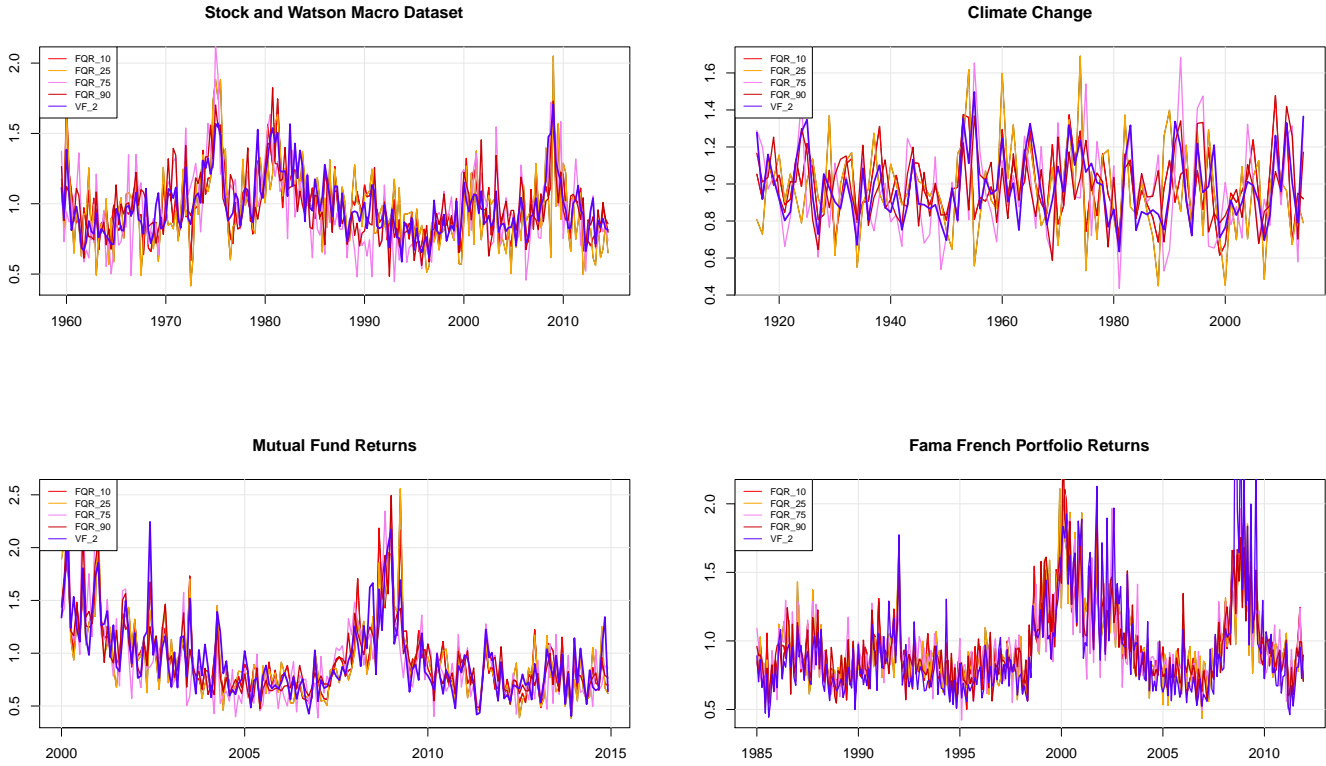 Stock and Watson Macro Dataset
FQR_10
FQR_25
FQR_75
FQR_90
VF_2
2.0
1.5
1.0
0.5
1960 1970 1980 1990 2000 2010
Climate Change
FQR_10
FQR_25
FQR_75
FQR_90
VF_2
1.6
1.4
1.2
1.0
0.8
0.6
0.4
1920 1940 1960 1980 2000
Mutual Fund Returns
FQR_10
FQR_25
FQR_75
FQR_90
VF_2
2.5
2.0
1.5
1.0
0.5
2000 2005 2010 2015
Fama French Portfolio Returns
FQR_10
FQR_25
FQR_75
FQR_90
VF_2
2.0
1.5
1.0
0.5
1985 1990 1995 2000 2005 2010